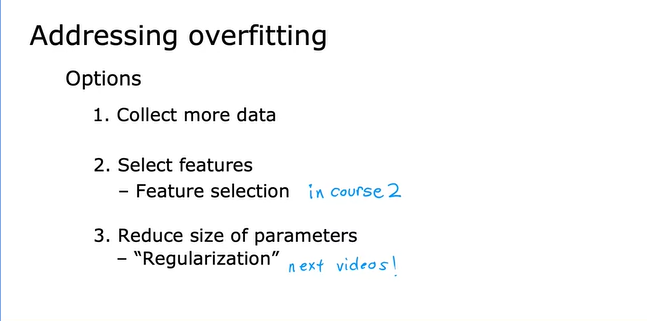 Addressing overfitting
Options
1. Collect more data
2. Select features
– Feature selection in course 2
3. Reduce size of parameters
– “Regularization” next videos!